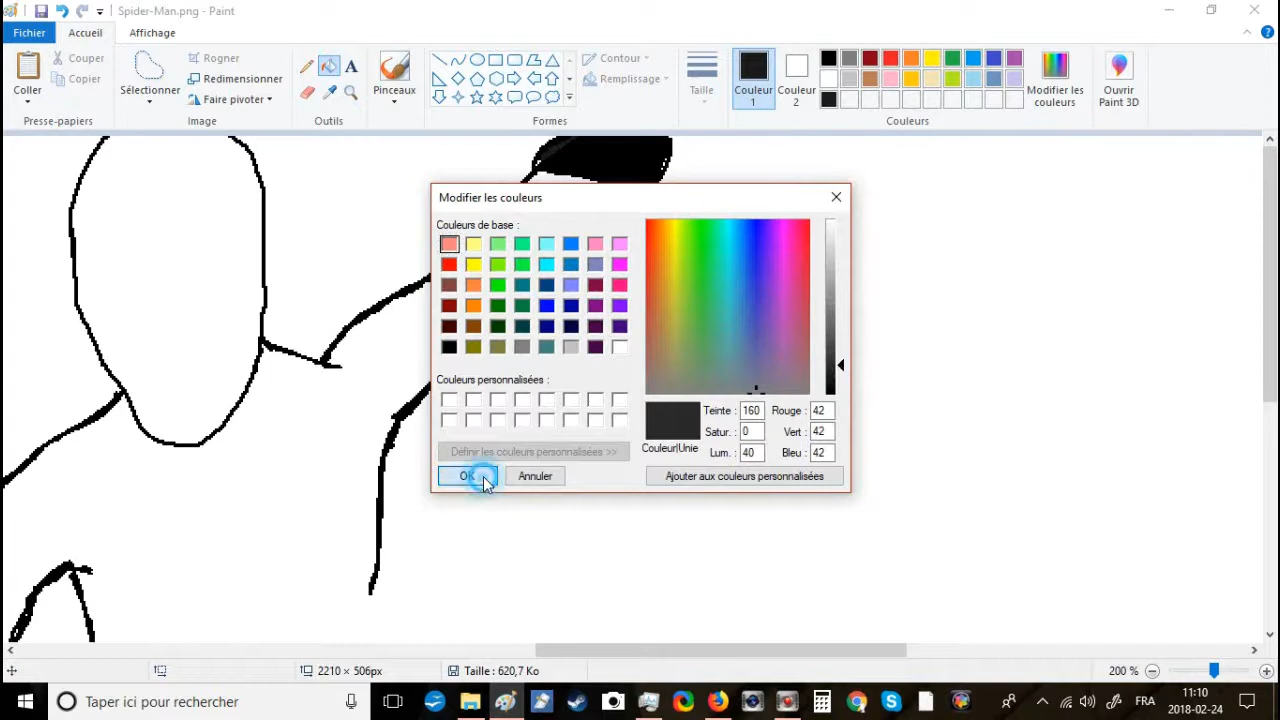 Spider-Man.png - Paint
Fichier Accueil Affichage
Coller
Couper
Copier
Presse-papiers
Sélectionner
Rogner
Redimensionner
Faire pivoter
Image
A
Outils
Pinceaux
Contour
Remplissage
Formes
Taille
Couleur 1
Couleur 2
Modifier les couleurs
Couleurs
Ouvrir Paint 3D
Modifier les couleurs
Couleurs de base :
Couleurs personnalisées :
Définir les couleurs personnalisées >>
OK Annuler
Couleur|Unie
Teinte : 160 Rouge : 42
Satur. : 0 Vert : 42
Lum. : 40 Bleu : 42
Ajouter aux couleurs personnalisées
2210 × 506px Taille : 620,7 Ko 200 %
Taper ici pour rechercher
FRA
11:10
2018-02-24